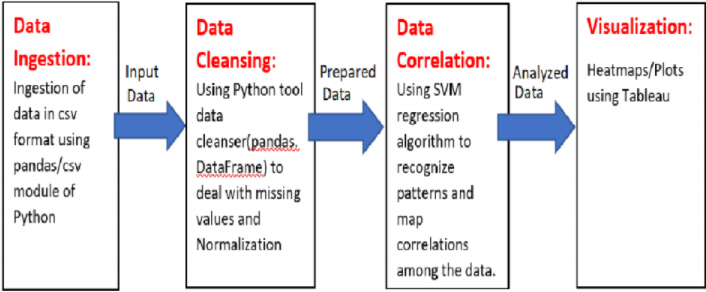 Data
Ingestion:
Ingestion of
data in csv
format using
pandas/csv
module of
Python
Input
Data
Data
Cleansing:
Using Python tool
data
cleanser(pandas,
DataFrame) to
deal with missing
values and
Normalization
Prepared
Data
Data
Correlation:
Using SVM
regression
algorithm to
recognize
patterns and
map
correlations
among the data.
Analyzed
Data
Visualization:
Heatmaps/Plots
using Tableau